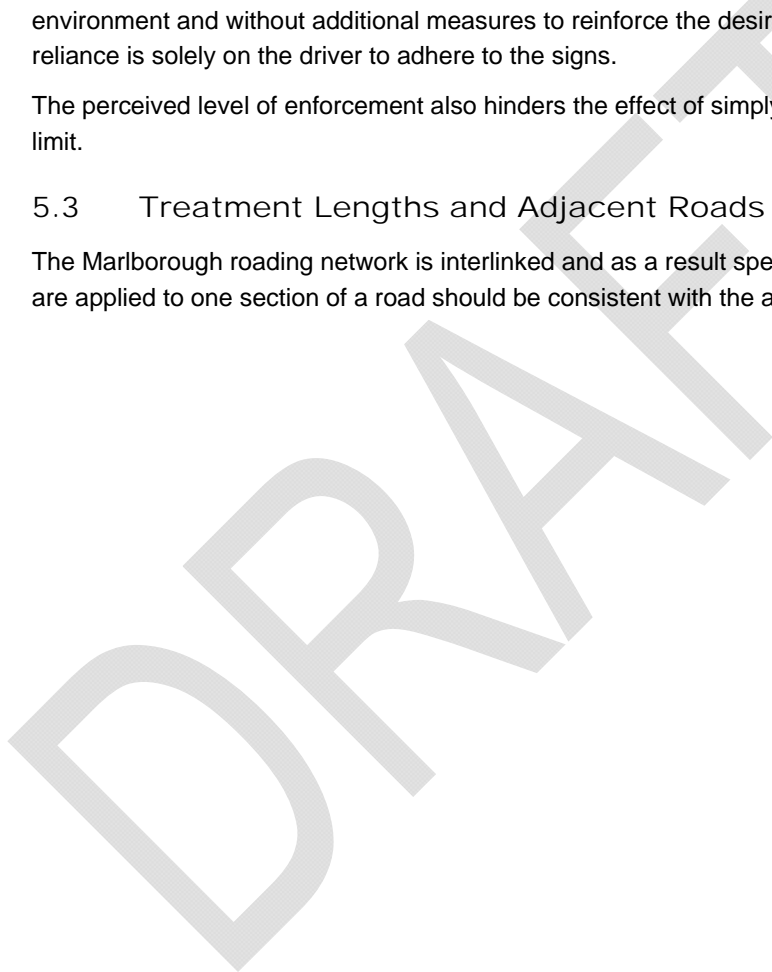 environment and without additional measures to reinforce the desir
reliance is solely on the driver to adhere to the signs.
The perceived level of enforcement also hinders the effect of simply
limit.
5.3 Treatment Lengths and Adjacent Roads
The Marlborough roading network is interlinked and as a result spe
are applied to one section of a road should be consistent with the a
DRAFT